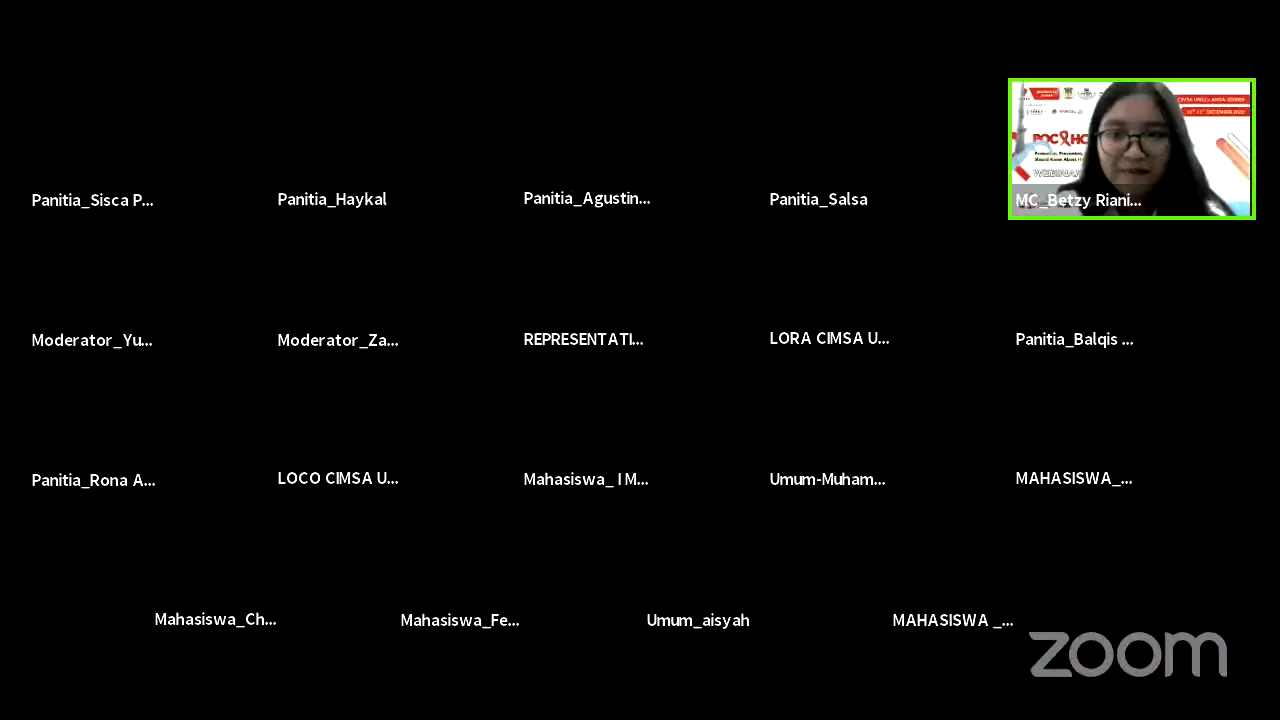 Panitia_Sisca P...
Panitia_Haykal
Panitia_Agustin...
Panitia_Salsa
MC_Betzy Riani...
WEBINA
Moderator_Yu...
Moderator_Za...
REPRESENTATI...
LORA CIMSA U...
Panitia_Balqis ...
Panitia_Rona A...
LOCO CIMSA U...
Mahasiswa_ I M...
Umum-Muham...
MAHASISWA_...
Mahasiswa_Ch...
Mahasiswa_Fe...
Umum_aisyah
MAHASISWA _...
zoom